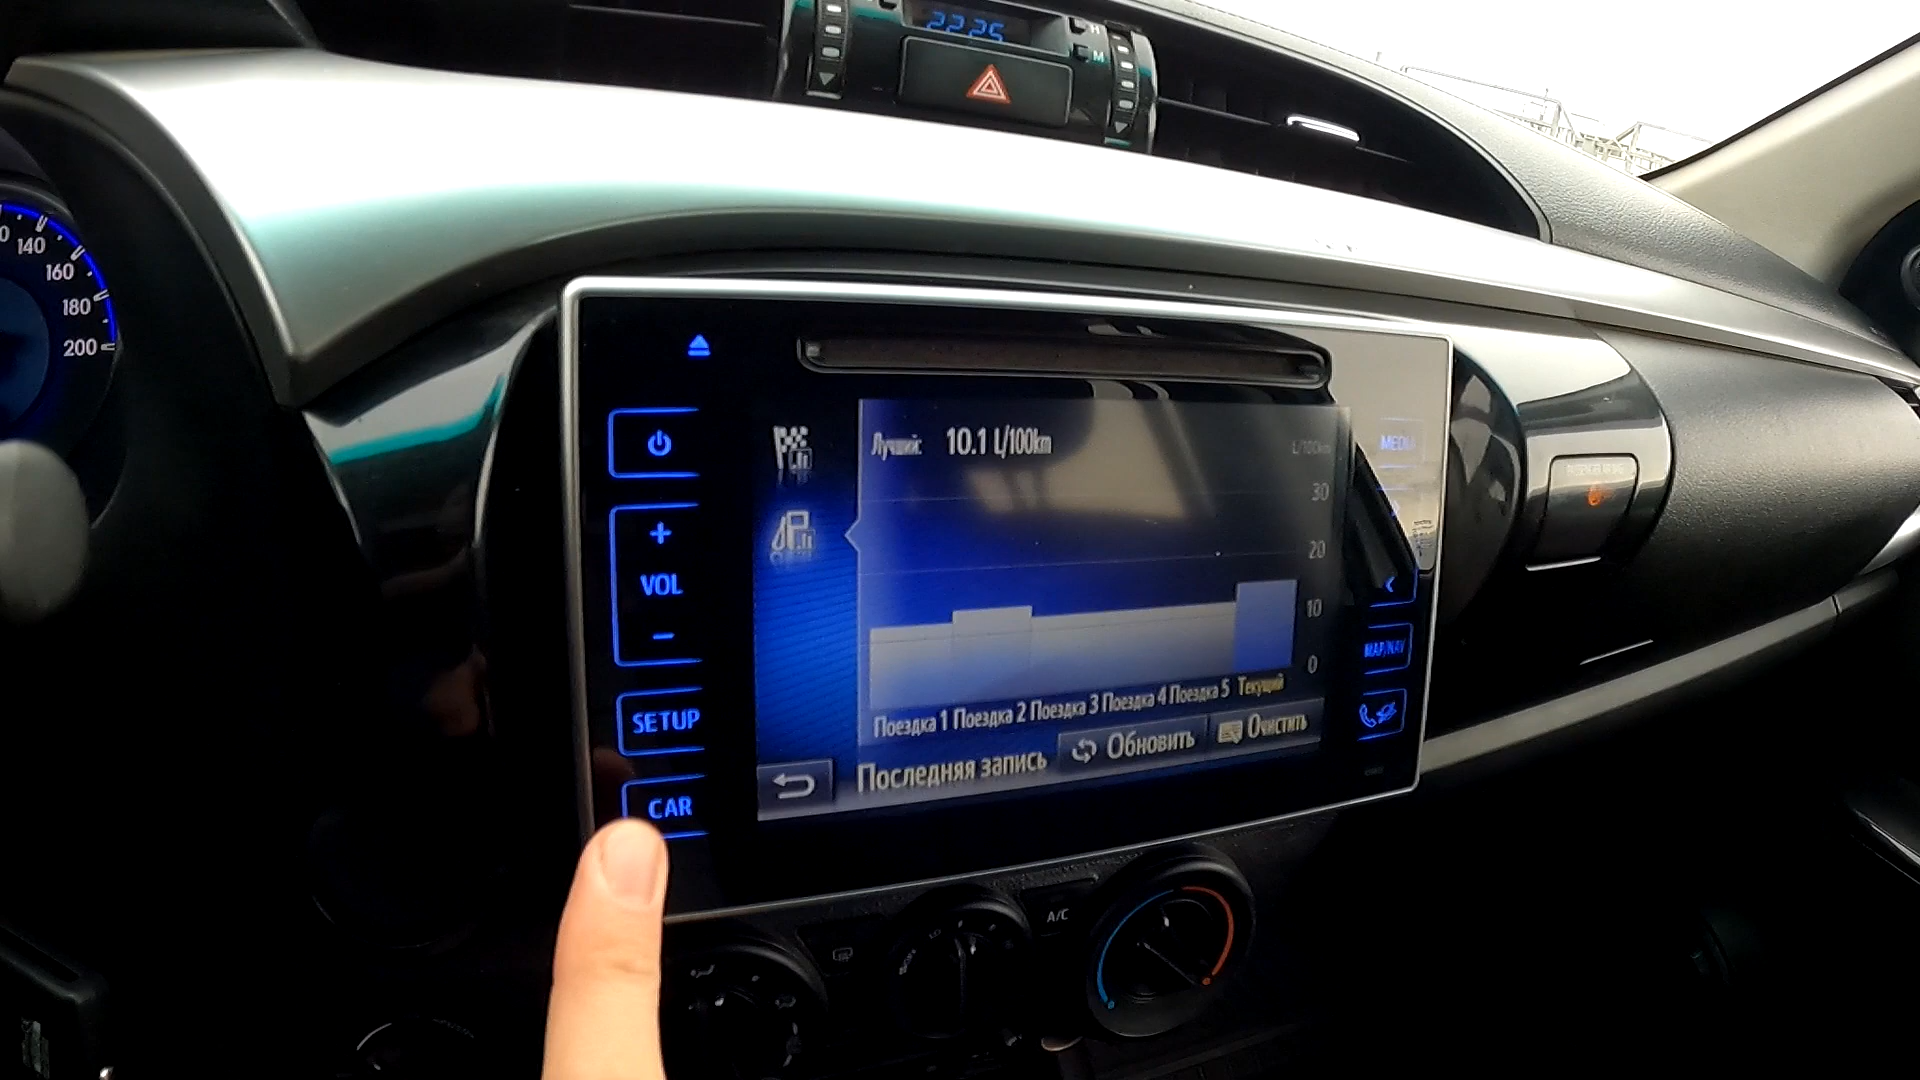 22:25
H
M
140
160
180
200
VOL
SETUP
CAR
Лучший: 10.1 L/100km
L/100km
30
20
10
0
Поездка 1 Поездка 2 Поездка 3 Поездка 4 Поездка 5 Текущий
Последняя запись Обновить Очистить
MEDIA
MAP/NAV
A/C
LO